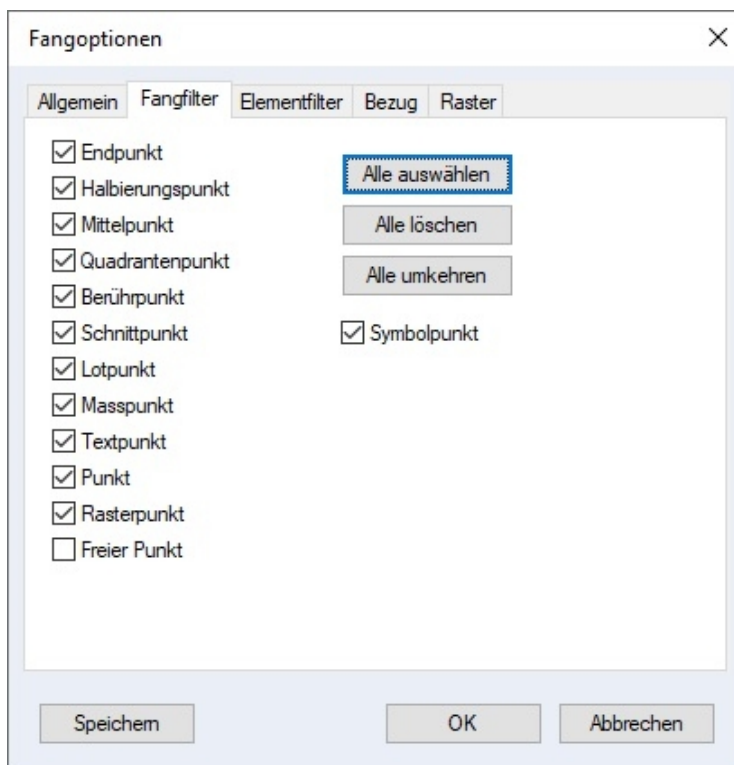 Fangoptionen
Allgemein Fangfilter Elementfilter Bezug Raster
Endpunkt
Halbierungspunkt
Mittelpunkt
Quadrantenpunkt
Berührpunkt
Schnittpunkt
Lotpunkt
Masspunkt
Textpunkt
Punkt
Rasterpunkt
Freier Punkt
Alle auswählen
Alle löschen
Alle umkehren
Symbolpunkt
Speichern OK Abbrechen